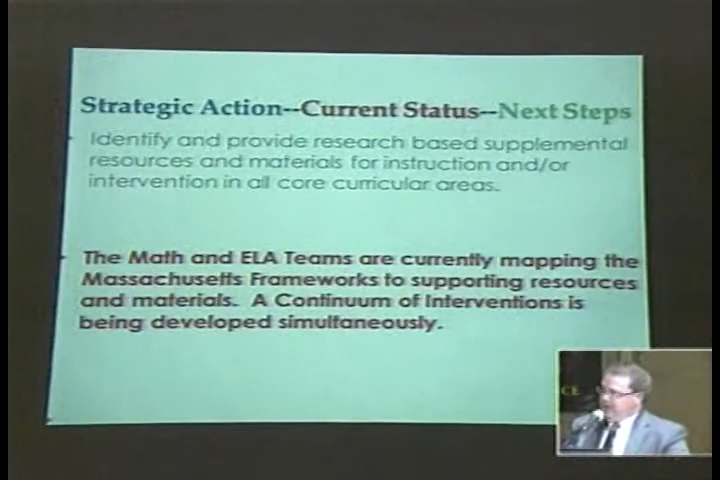 Strategic Action--Current Status--Next Steps
Identify and provide research based supplemental
resources and materials for instruction and/or
intervention in all core curricular areas.
The Math and ELA Teams are currently mapping the
Massachusetts Frameworks to supporting resources
and materials. A Continuum of Interventions is
being developed simultaneously.
CE